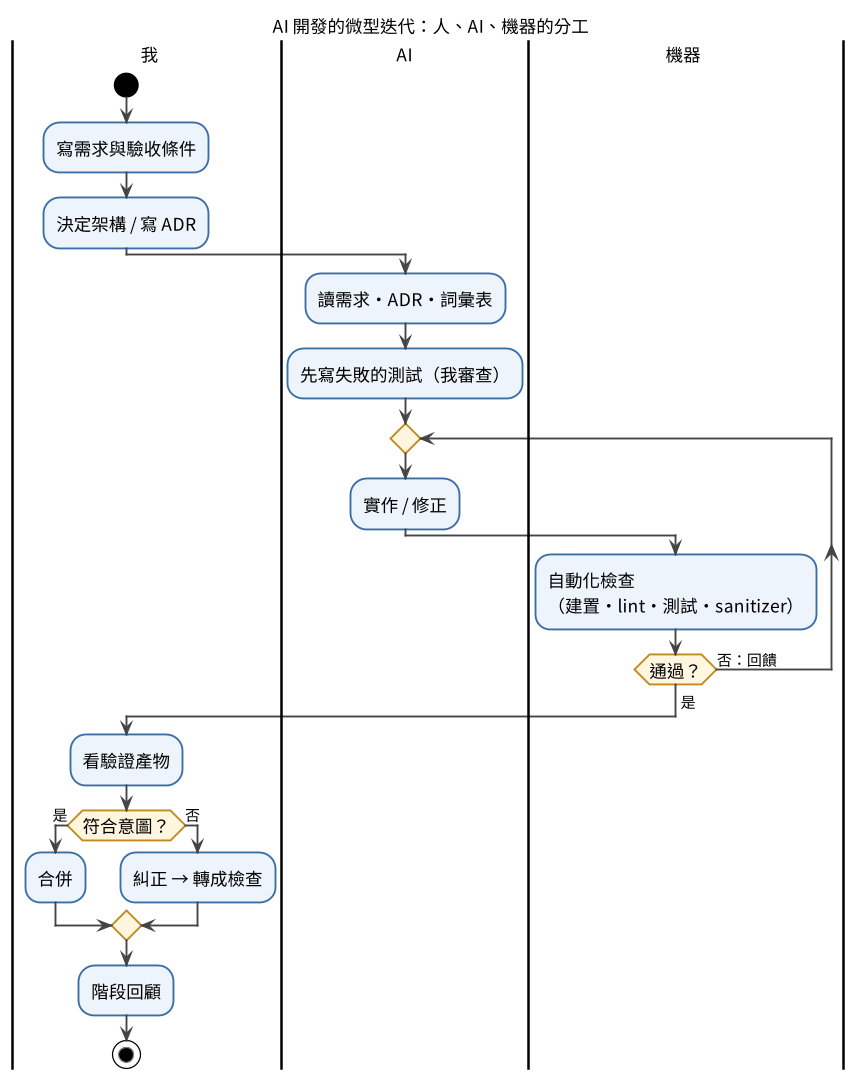 AI 開發的微型迭代：人、AI、機器的分工
我
AI
機器
寫需求與驗收條件
決定架構 / 寫 ADR
讀需求・ADR・詞彙表
先寫失敗的測試（我審查）
實作 / 修正
自動化檢查
（建置・lint・測試・sanitizer）
通過？
否：回饋
是
看驗證產物
符合意圖？
是
否
合併
糾正 → 轉成檢查
階段回顧